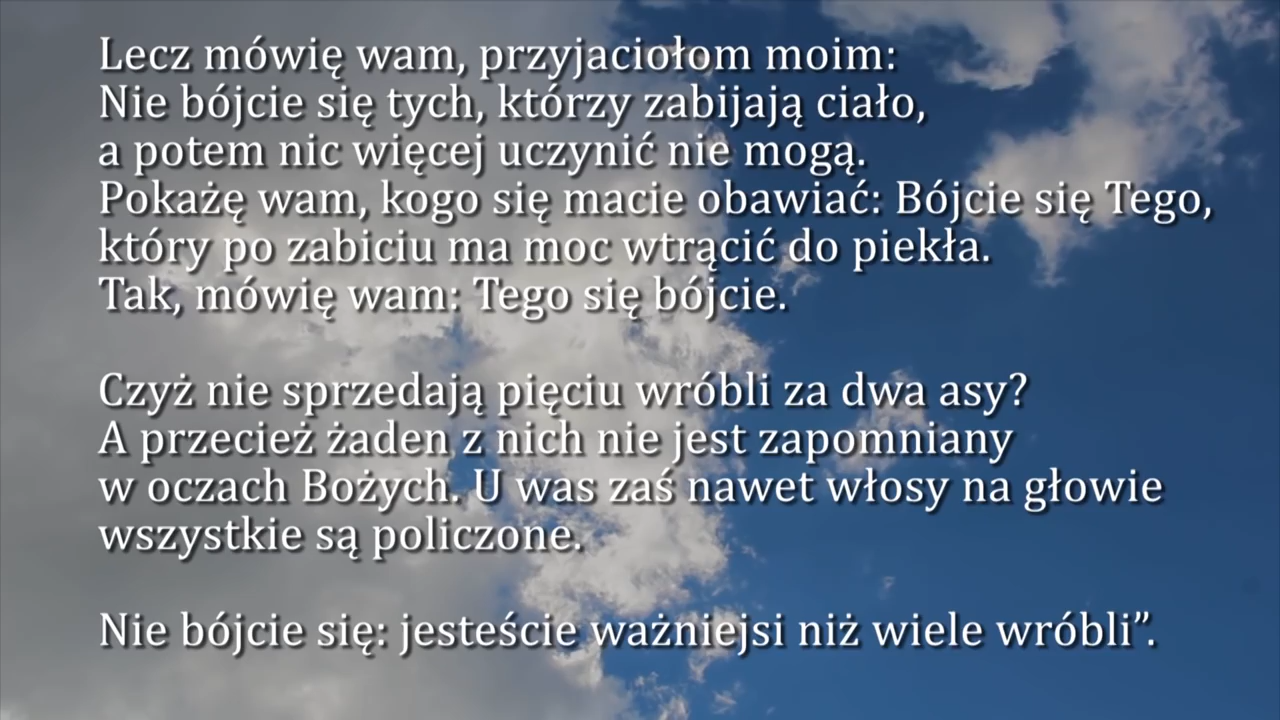 Lecz mówię wam, przyjaciołom moim:
Nie bójcie się tych, którzy zabijają ciało,
a potem nic więcej uczynić nie mogą.
Pokażę wam, kogo się macie obawiać: Bójcie się Tego,
który po zabiciu ma moc wtrącić do piekła.
Tak, mówię wam: Tego się bójcie.
Czyż nie sprzedają pięciu wróbli za dwa asy?
A przecież żaden z nich nie jest zapomniany
w oczach Bożych. U was zaś nawet włosy na głowie
wszystkie są policzone.
Nie bójcie się: jesteście ważniejsi niż wiele wróbli”.